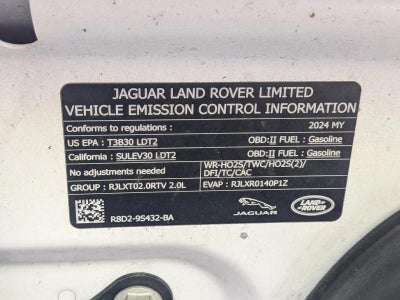 JAGUAR LAND ROVER LIMITED
VEHICLE EMISSION CONTROL INFORMATION
Conforms to regulations: 2024 MY
US EPA : T3B30 LDT2 OBD:II FUEL : Gasoline
California : SULEV30 LDT2 OBD:II FUEL : Gasoline
No adjustments needed WR-HO2S/TWC/HO2S(2)/
DFI/TC/CAC
GROUP : RJLXT02.0RTV 2.0L EVAP : RJLXR0140P1Z
R8D2-9S432-BA
JAGUAR
LAND ROVER